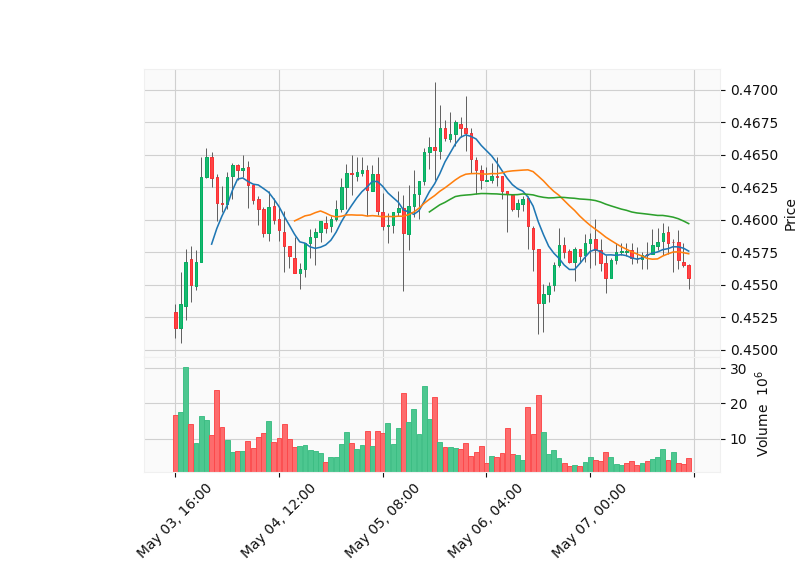 0.4700
0.4675
0.4650
0.4625
0.4600
0.4575
0.4550
0.4525
0.4500
Price
30
20
10
Volume 10⁶
May 03, 16:00
May 04, 12:00
May 05, 08:00
May 06, 04:00
May 07, 00:00